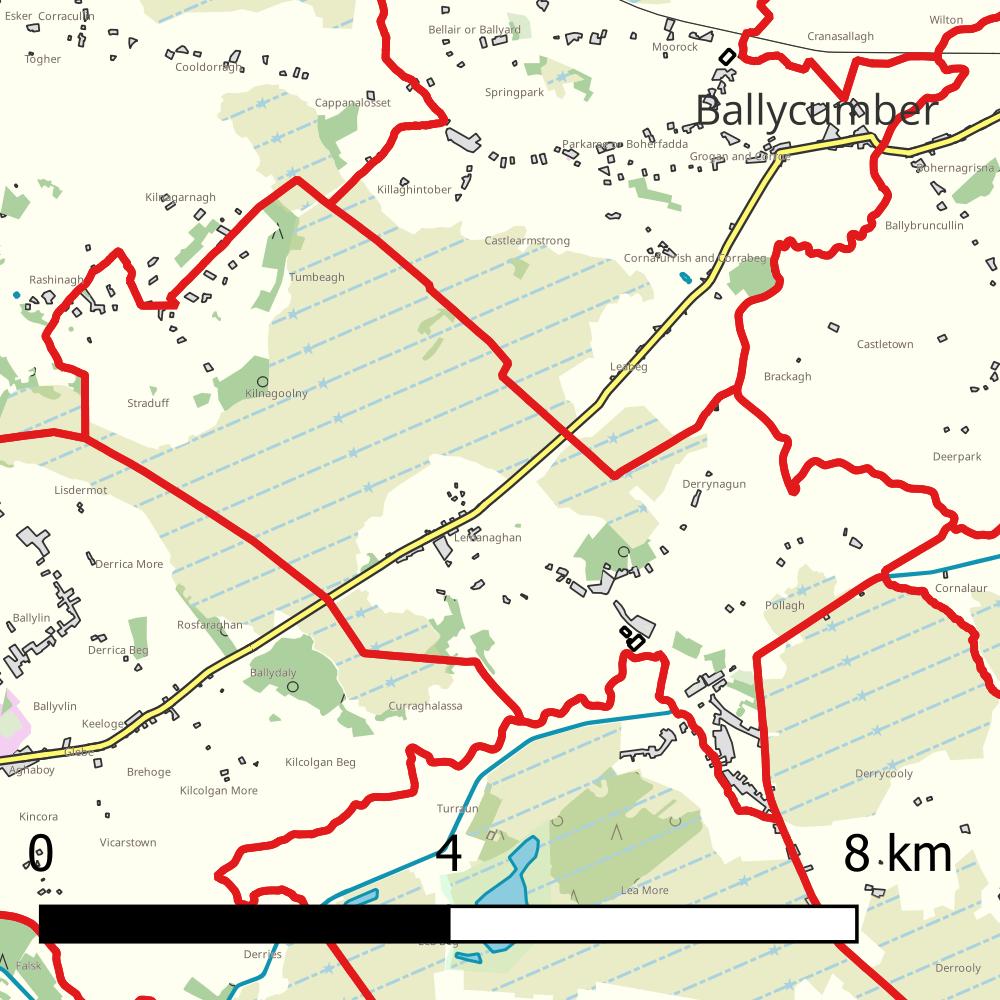 Esker Corraculin
Wilton
Bellair or Ballyard
Cranasallagh
Moorock
Togher
Cooldorragh
Springpark
Cappanalosset
Ballycumber
Parkaree or Boherfadda
Grogan and Corroe
Bohernagrisna
Killaghintober
Kilnagarnagh
Ballybruncullin
Castlearmstrong
Cornafurrish and Corrabeg
Rashinagh
Tumbeagh
Castletown
Leabeg
Brackagh
Kilnagoolny
Straduff
Deerpark
Derrynagun
Lisdermot
Lemanaghan
Derrica More
Cornalaur
Pollagh
Ballylin
Rosfaraghan
Derrica Beg
Ballydaly
Ballyvlin
Curraghalassa
Keeloge
Glebe
Kilcolgan Beg
Aghaboy
Brehoge
Derrycooly
Kilcolgan More
Turraun
Kincora
Vicarstown
0 4 8 km
Lea More
Lea Beg
Derries
Falsk
Derrooly